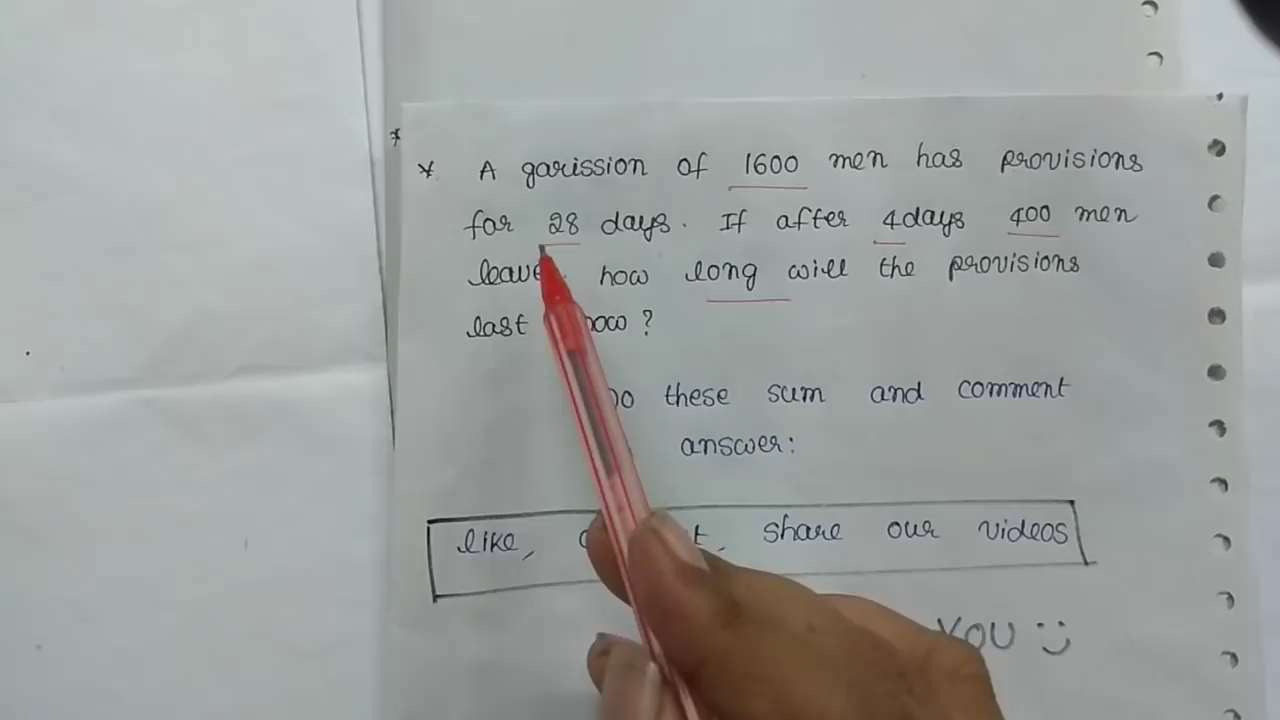 * A garission of 1600 men has provisions
for 28 days. If after 4days 400 men
leave how long will the provisions
last ?
these sum and comment
answer:
like, share our videos
YOU